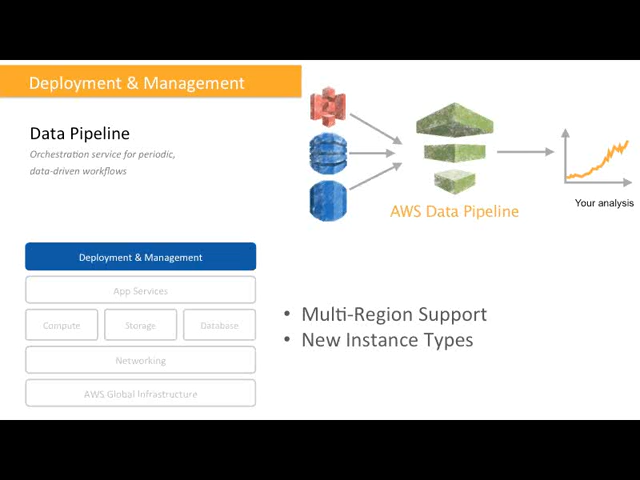 Deployment & Management
Data Pipeline
Orchestration service for periodic,
data-driven workflows
AWS Data Pipeline
Your analysis
Deployment & Management
App Services
Compute
Storage
Database
Networking
AWS Global Infrastructure
• Multi-Region Support
• New Instance Types